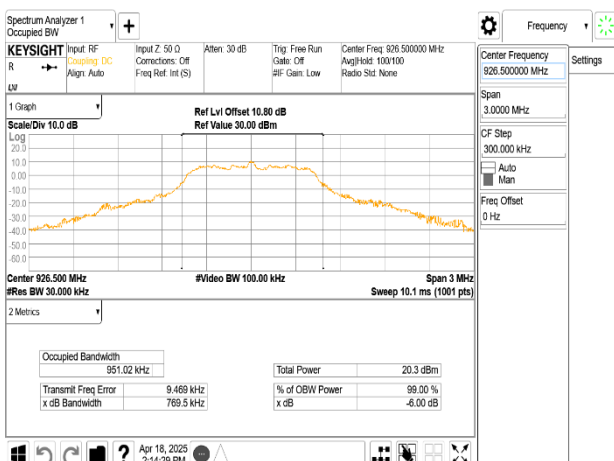 Spectrum Analyzer 1
Occupied BW
Frequency
KEYSIGHT
R
LXI
Input: RF
Coupling: DC
Align: Auto
Input Z: 50 Ω
Corrections: Off
Freq Ref: Int (S)
Atten: 30 dB
Trig: Free Run
Gate: Off
#IF Gain: Low
Center Freq: 926.500000 MHz
Avg|Hold: 100/100
Radio Std: None
Center Frequency
926.500000 MHz
Settings
Span
3.0000 MHz
CF Step
300.000 kHz
Auto
Man
Freq Offset
0 Hz
1 Graph
Scale/Div 10.0 dB
Ref Lvl Offset 10.80 dB
Ref Value 30.00 dBm
Log
20.0
10.0
0.00
-10.0
-20.0
-30.0
-40.0
-50.0
-60.0
Center 926.500 MHz
#Res BW 30.000 kHz
#Video BW 100.00 kHz
Span 3 MHz
Sweep 10.1 ms (1001 pts)
2 Metrics
Occupied Bandwidth
951.02 kHz
Total Power 20.3 dBm
Transmit Freq Error 9.469 kHz
% of OBW Power 99.00 %
x dB Bandwidth 769.5 kHz
x dB -6.00 dB
?
Apr 18, 2025
2:14:29 PM